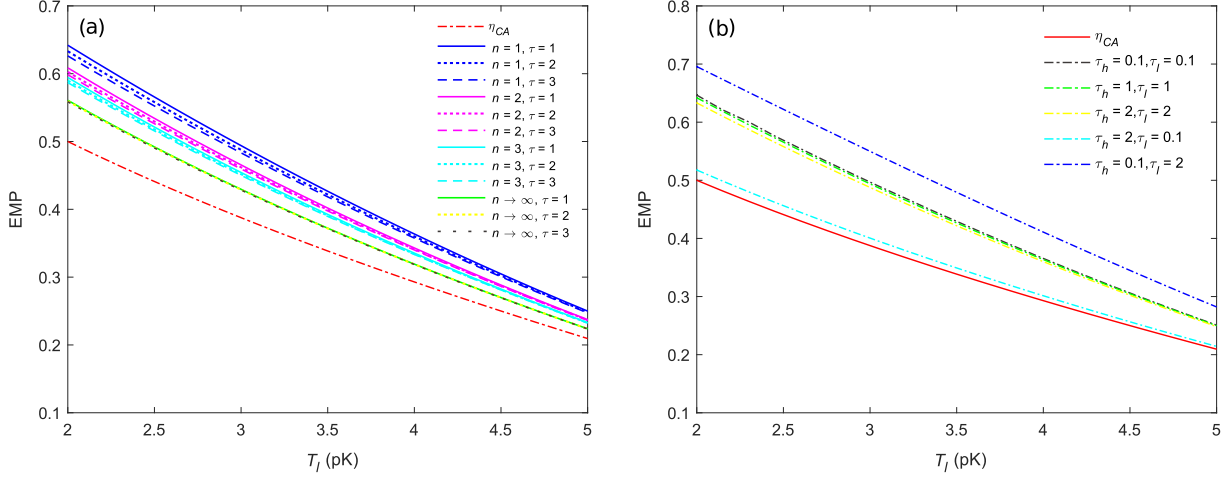 (a)
EMP
0.7
0.6
0.5
0.4
0.3
0.2
0.1
2
2.5
3
3.5
4
4.5
5
T_l (pK)
η_CA
n = 1, τ = 1
n = 1, τ = 2
n = 1, τ = 3
n = 2, τ = 1
n = 2, τ = 2
n = 2, τ = 3
n = 3, τ = 1
n = 3, τ = 2
n = 3, τ = 3
n → ∞, τ = 1
n → ∞, τ = 2
n → ∞, τ = 3
(b)
EMP
0.8
0.7
0.6
0.5
0.4
0.3
0.2
0.1
2
2.5
3
3.5
4
4.5
5
T_l (pK)
η_CA
τ_h = 0.1,τ_l = 0.1
τ_h = 1,τ_l = 1
τ_h = 2,τ_l = 2
τ_h = 2,τ_l = 0.1
τ_h = 0.1,τ_l = 2